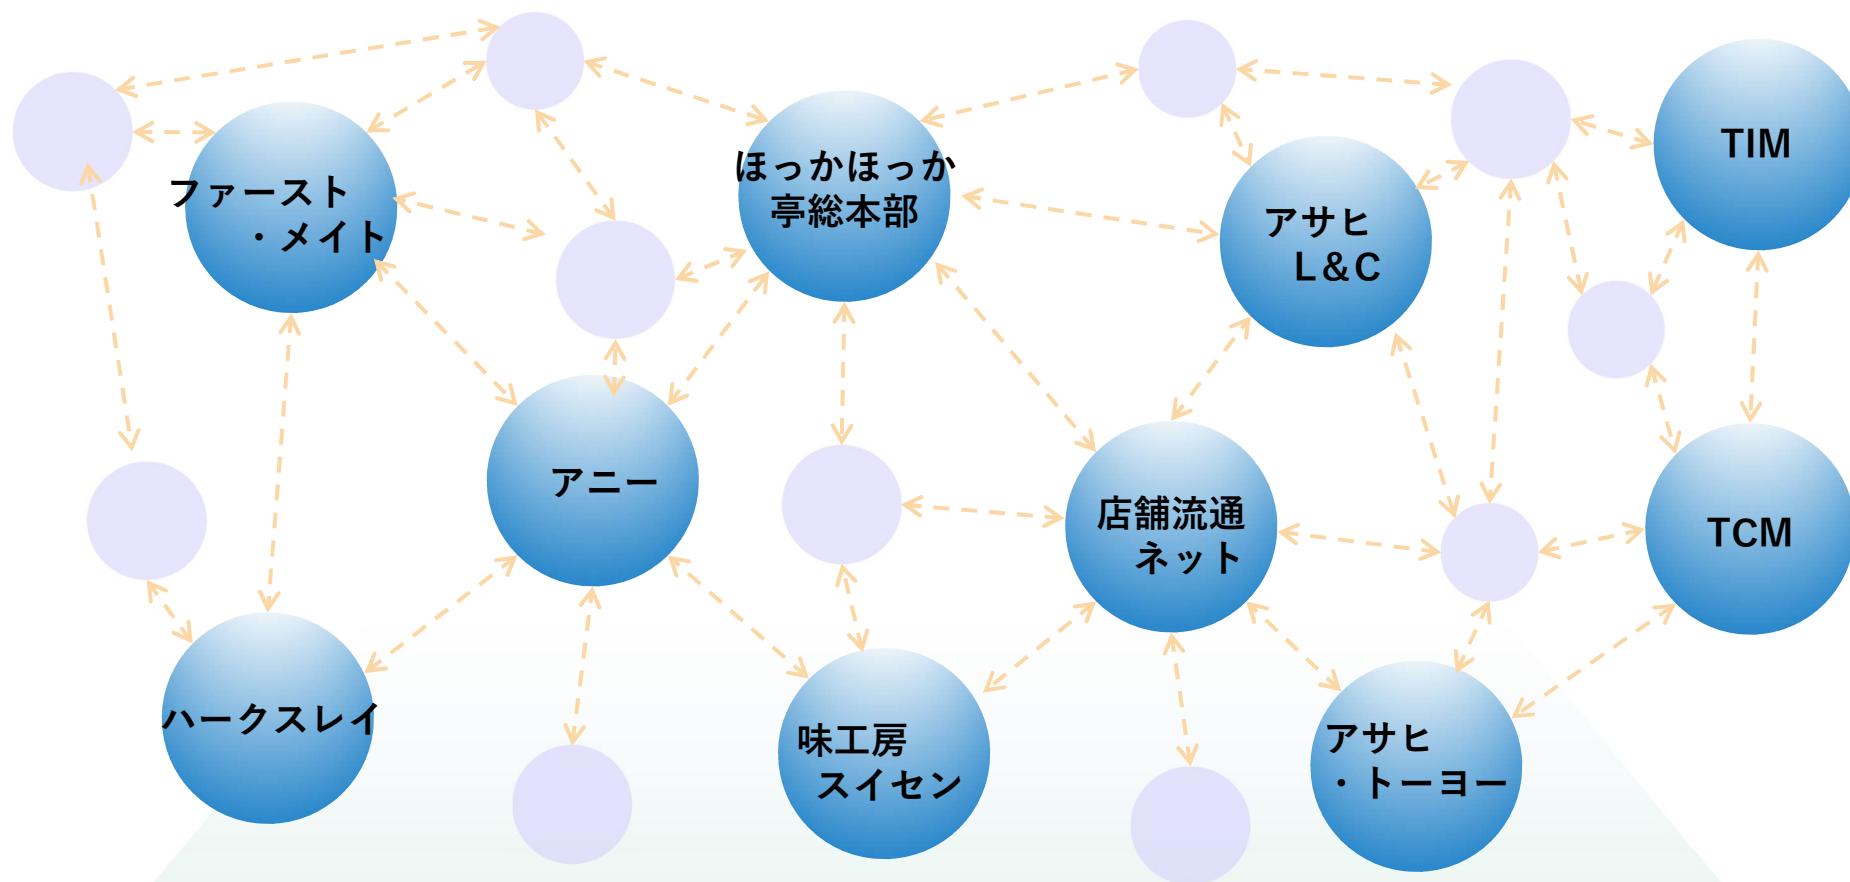 ファースト
・メイト
ほっかほっか
亭総本部
アサヒ
L&C
TIM
アニー
店舗流通
ネット
TCM
ハークスレイ
味工房
スイセン
アサヒ
・トーヨー